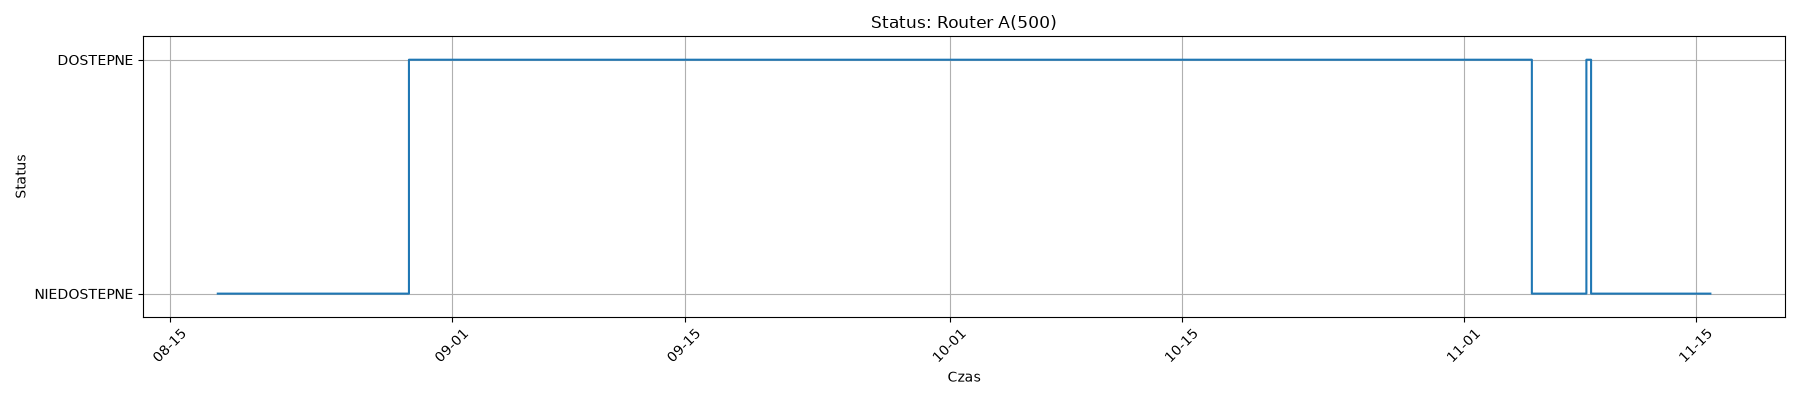 Status: Router A(500)
DOSTEPNE
Status
NIEDOSTEPNE
08-15
09-01
09-15
10-01
10-15
11-01
11-15
Czas